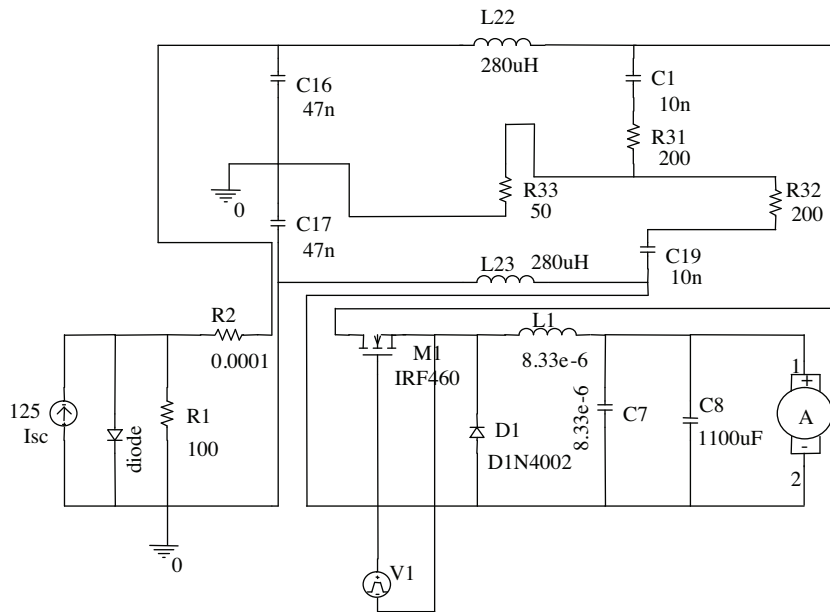 L22
280uH
C16
47n
C1
10n
R31
200
0
R33
50
R32
200
C17
47n
L23
280uH
C19
10n
R2
0.0001
L1
8.33e-6
M1
IRF460
125
Isc
diode
R1
100
D1
D1N4002
8.33e-6
C7
C8
1100uF
1
+
A
-
2
0
V1